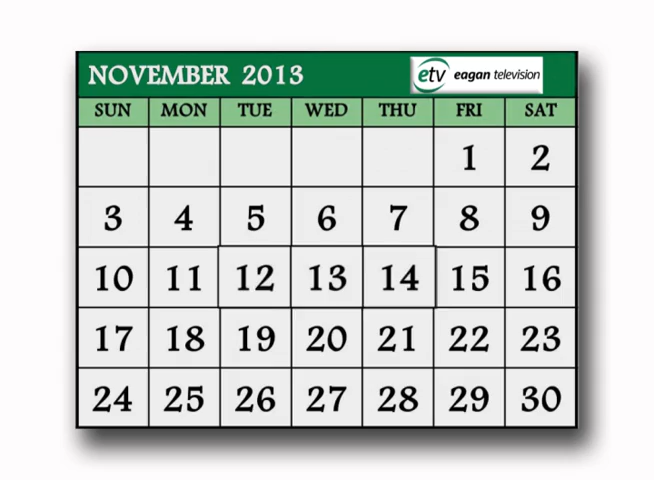 NOVEMBER 2013
etv eagan television
SUN MON TUE WED THU FRI SAT
1 2
3 4 5 6 7 8 9
10 11 12 13 14 15 16
17 18 19 20 21 22 23
24 25 26 27 28 29 30